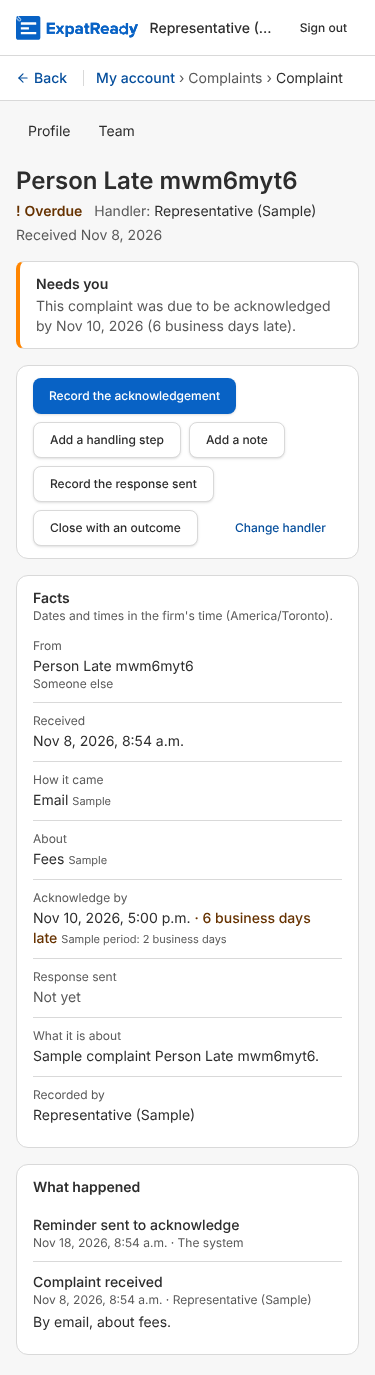 ExpatReady Representative (... Sign out
← Back My account › Complaints › Complaint
Profile Team
Person Late mwm6myt6
! Overdue Handler: Representative (Sample)
Received Nov 8, 2026
Needs you
This complaint was due to be acknowledged
by Nov 10, 2026 (6 business days late).
Record the acknowledgement
Add a handling step Add a note
Record the response sent
Close with an outcome Change handler
Facts
Dates and times in the firm's time (America/Toronto).
From
Person Late mwm6myt6
Someone else
Received
Nov 8, 2026, 8:54 a.m.
How it came
Email Sample
About
Fees Sample
Acknowledge by
Nov 10, 2026, 5:00 p.m. · 6 business days
late Sample period: 2 business days
Response sent
Not yet
What it is about
Sample complaint Person Late mwm6myt6.
Recorded by
Representative (Sample)
What happened
Reminder sent to acknowledge
Nov 18, 2026, 8:54 a.m. · The system
Complaint received
Nov 8, 2026, 8:54 a.m. · Representative (Sample)
By email, about fees.